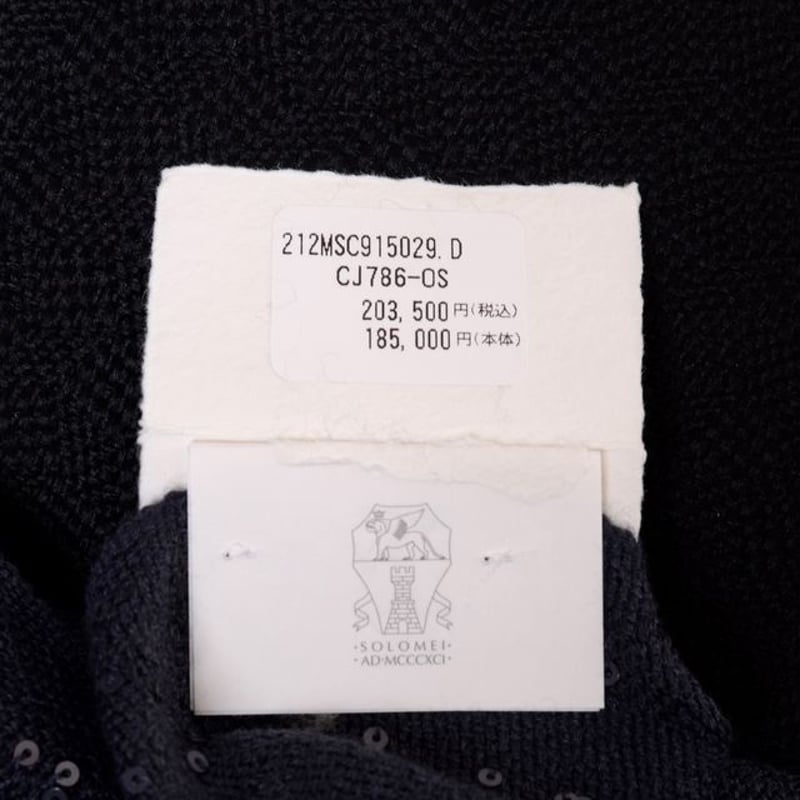 212MSC915029. D
CJ786-OS
203, 500円(税込)
185, 000円(本体)
·SOLOMEI·
·AD·MCCCXCI·